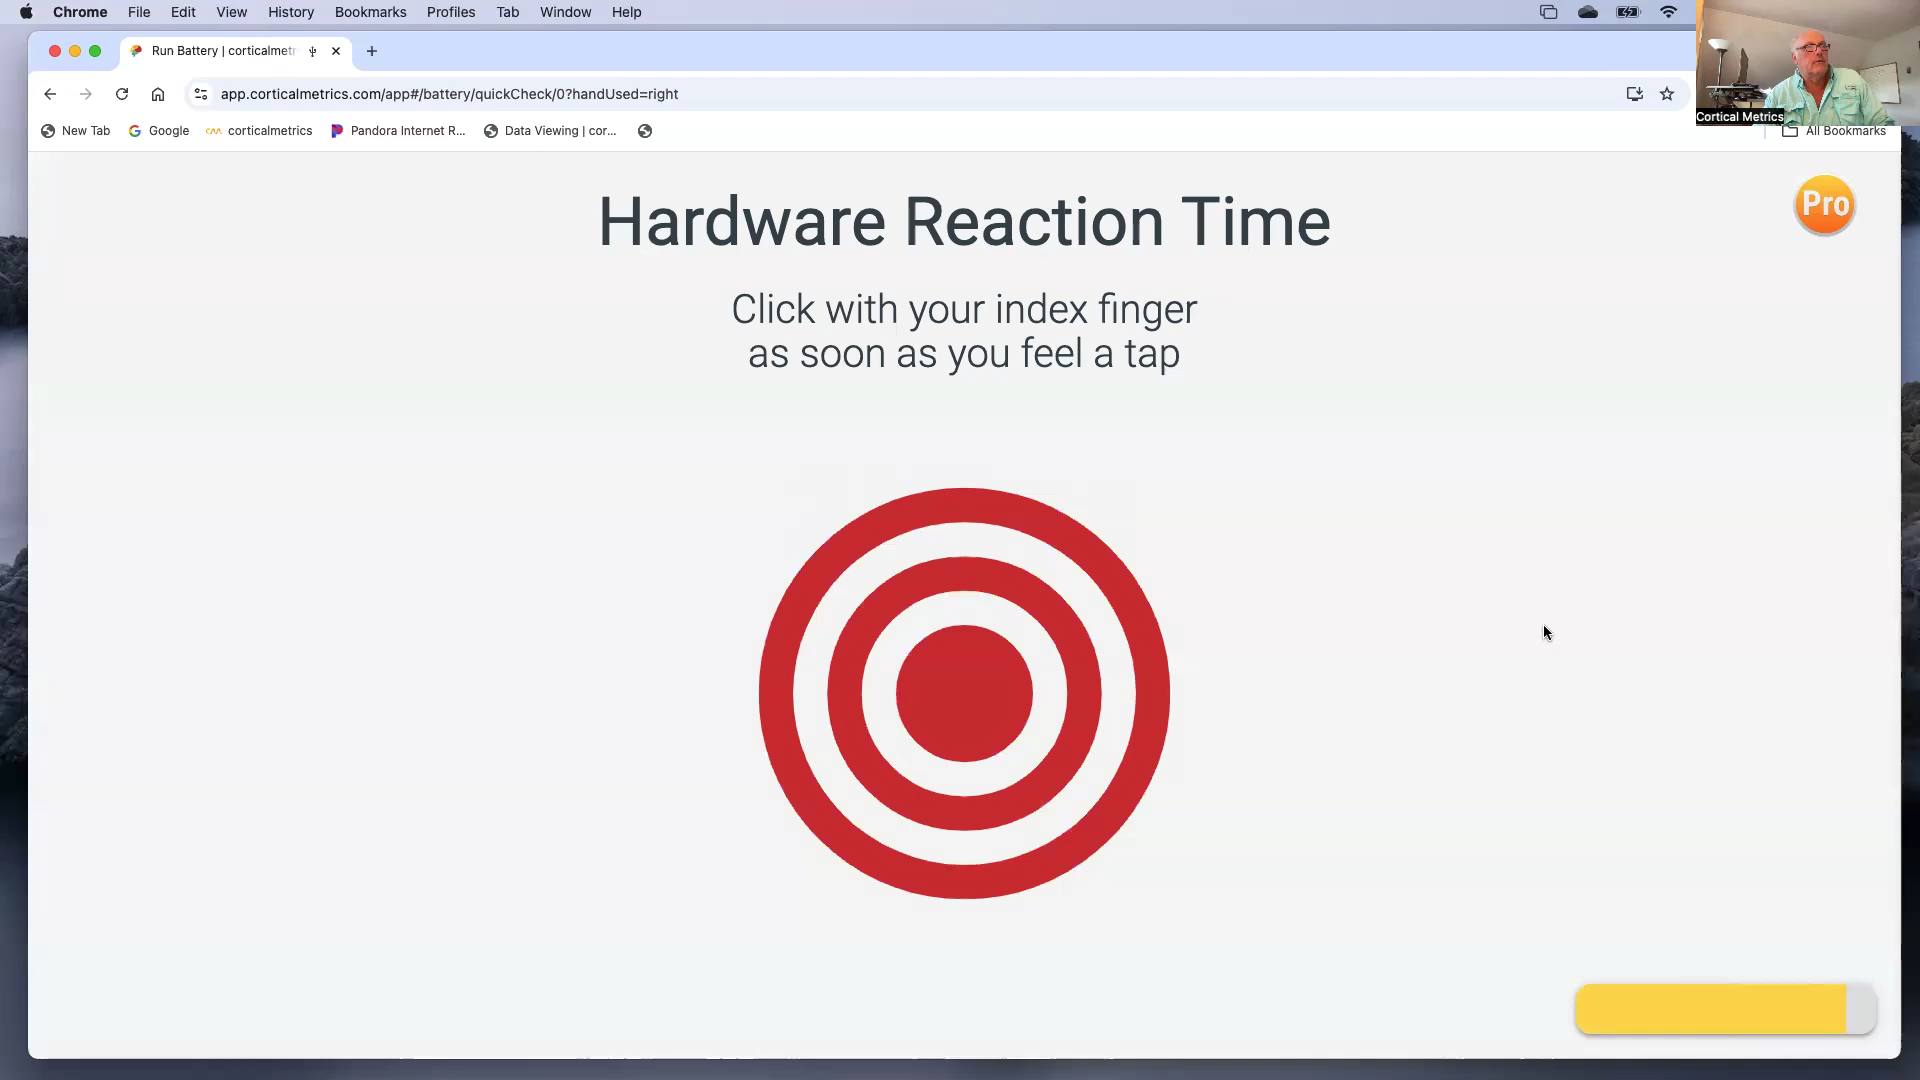 Chrome File Edit View History Bookmarks Profiles Tab Window Help
Run Battery | corticalmetr
app.corticalmetrics.com/app#/battery/quickCheck/0?handUsed=right
New Tab Google corticalmetrics Pandora Internet R... Data Viewing | cor... All Bookmarks
Cortical Metrics
Hardware Reaction Time
Pro
Click with your index finger
as soon as you feel a tap